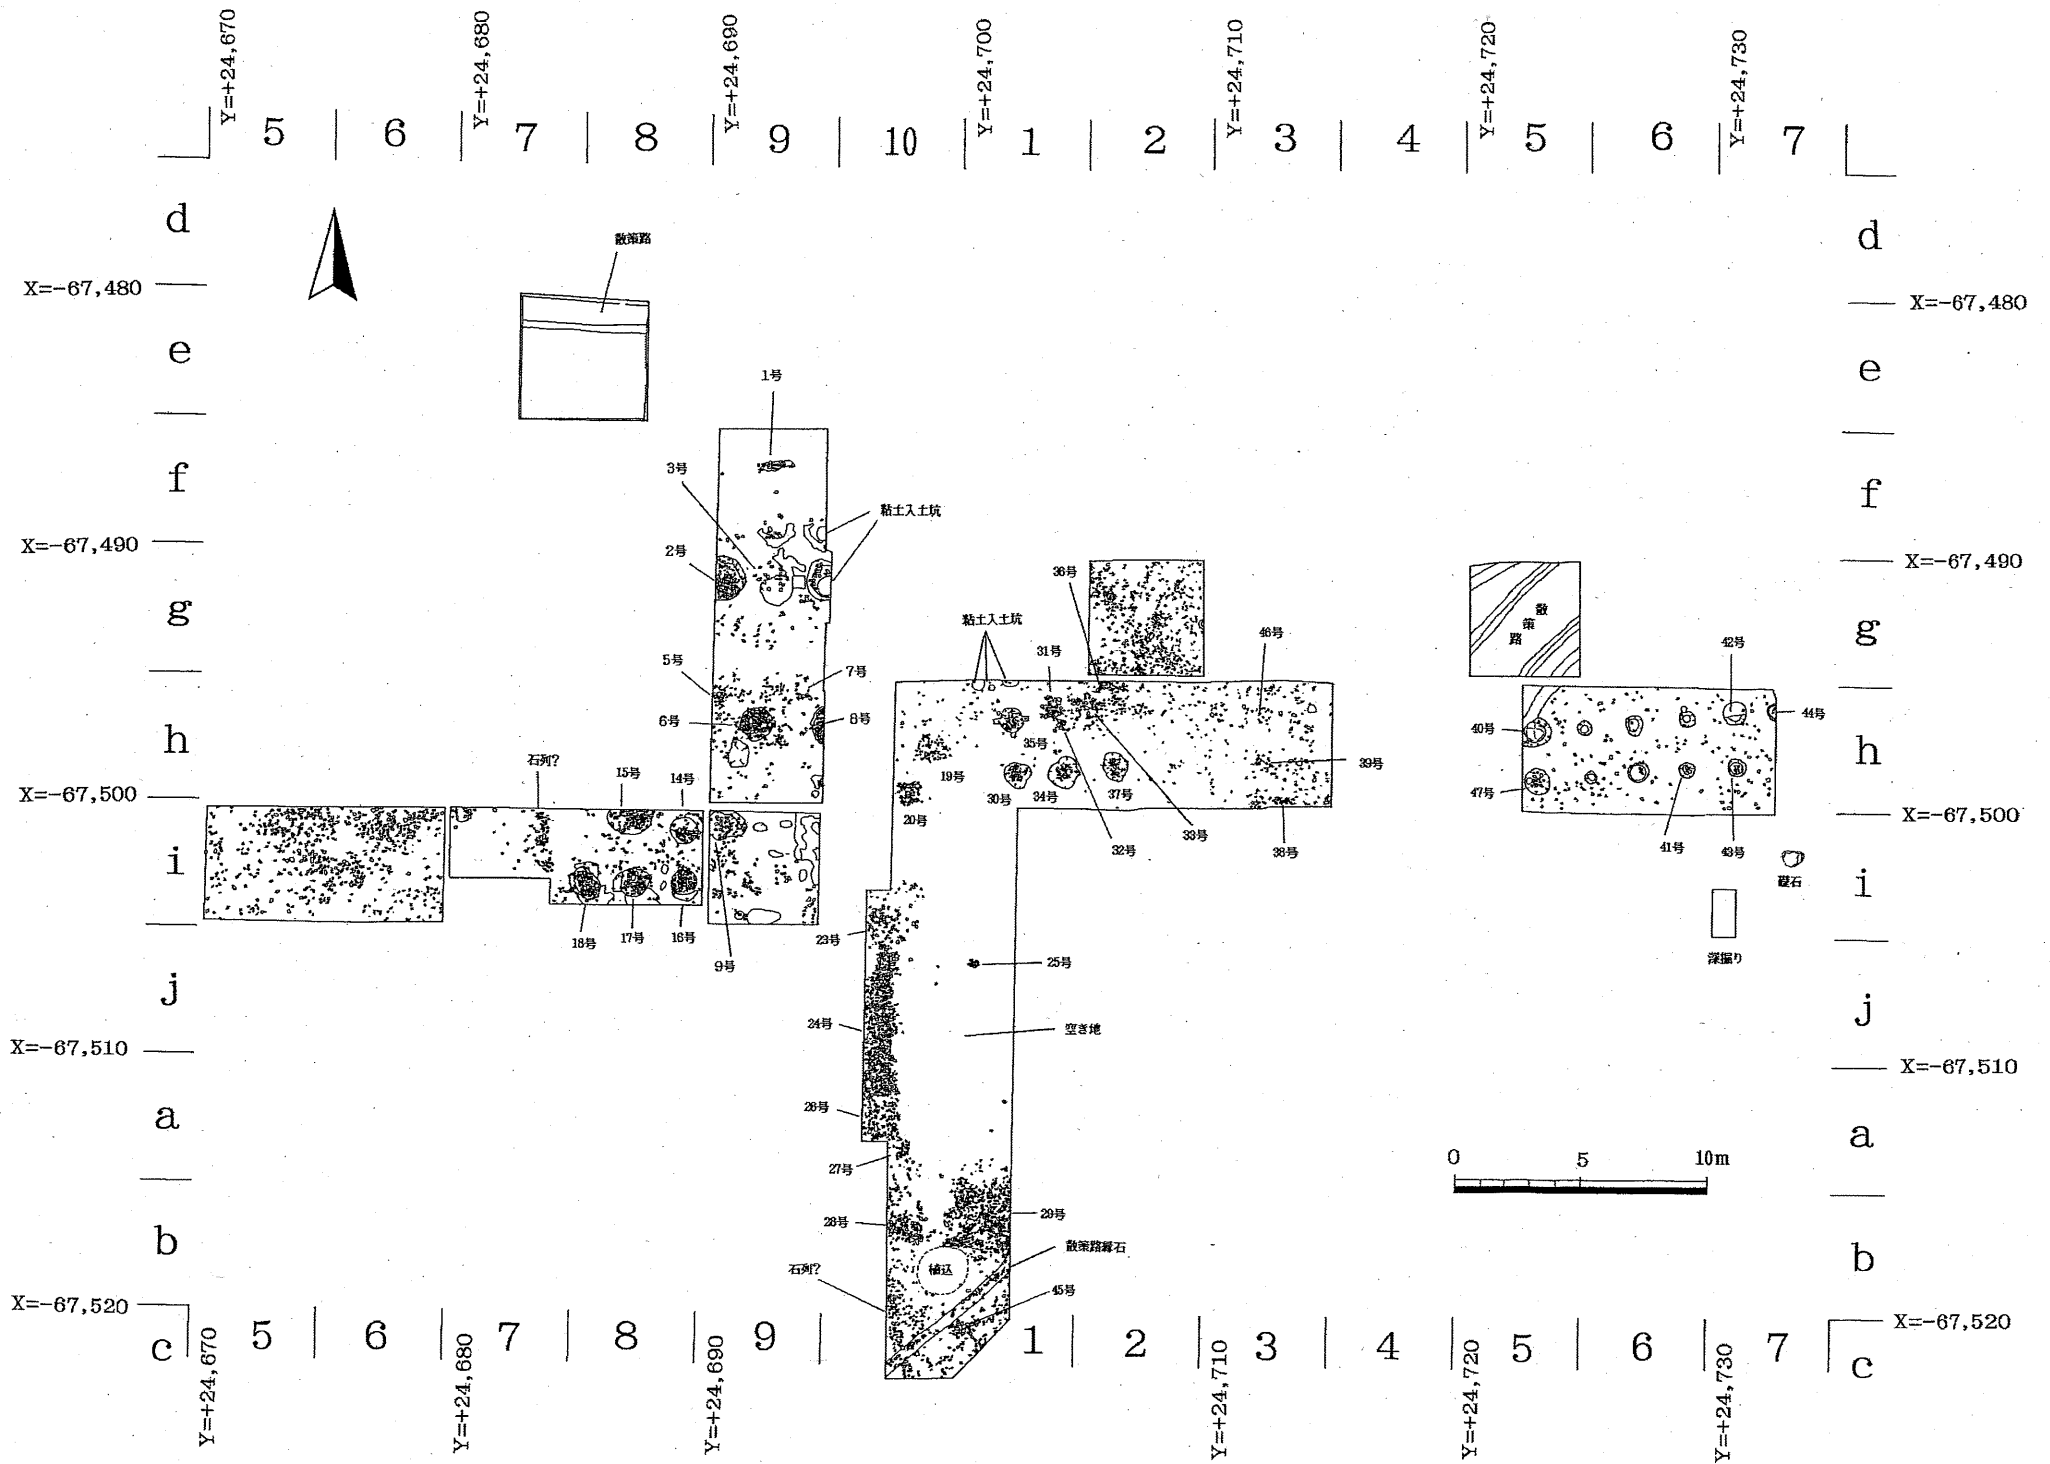 Y=+24,670
Y=+24,680
Y=+24,690
Y=+24,700
Y=+24,710
Y=+24,720
Y=+24,730
5 6 7 8 9 10 1 2 3 4 5 6 7
d
d
散策路
X=-67,480
X=-67,480
e
e
1号
f
3号
f
粘土入土坑
X=-67,490
2号
X=-67,490
36号
g
散策路
粘土入土坑
g
46号
31号
42号
5号
7号
6号
8号
40号
44号
h
35号
h
石列?
15号
14号
19号
39号
X=-67,500
30号
34号
37号
47号
X=-67,500
20号
33号
32号
38号
41号
43号
i
i
礎石
18号
17号
16号
23号
9号
25号
深掘り
j
24号
空き地
j
X=-67,510
X=-67,510
26号
a
a
0 5 10m
27号
28号
29号
b
散策路縁石
b
石列?
植込
45号
X=-67,520
X=-67,520
c 5 6 7 8 9 1 2 3 4 5 6 7 c
Y=+24,670
Y=+24,680
Y=+24,690
Y=+24,710
Y=+24,720
Y=+24,730